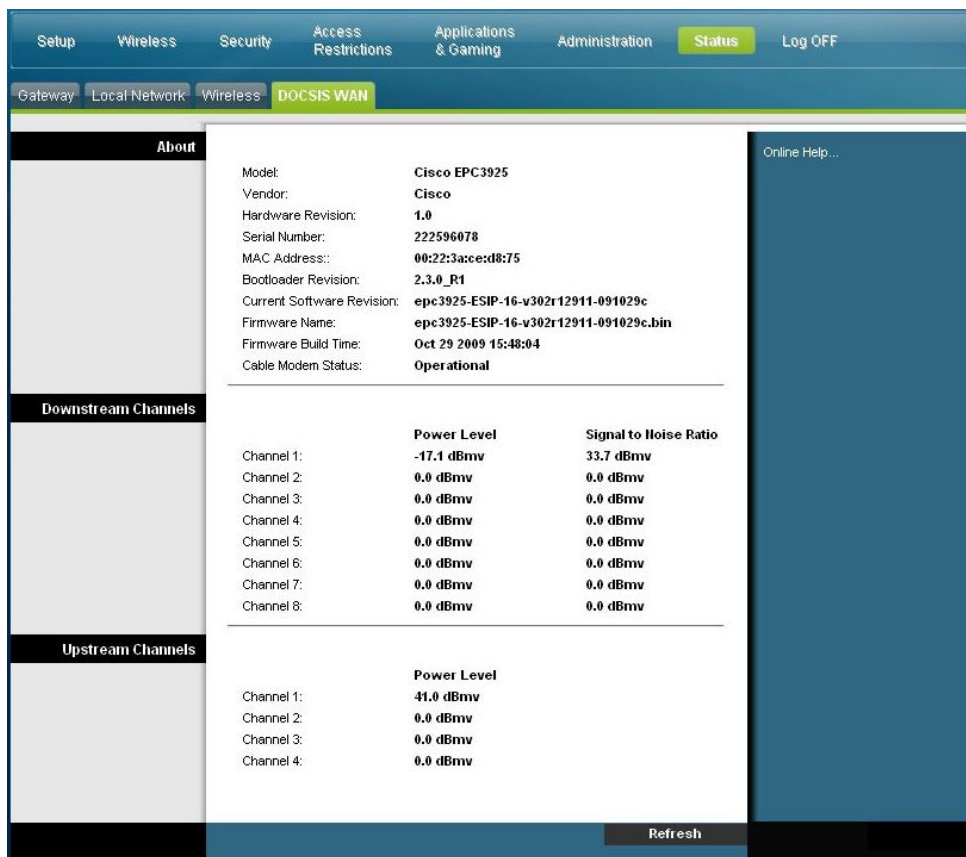 Setup Wireless Security Access Restrictions Applications & Gaming Administration Status Log OFF
Gateway Local Network Wireless DOCSIS WAN
About
Online Help...
Model: Cisco EPC3925
Vendor: Cisco
Hardware Revision: 1.0
Serial Number: 222596078
MAC Address:: 00:22:3a:ce:d8:75
Bootloader Revision: 2.3.0_R1
Current Software Revision: epc3925-ESIP-16-v302r12911-091029c
Firmware Name: epc3925-ESIP-16-v302r12911-091029c.bin
Firmware Build Time: Oct 29 2009 15:48:04
Cable Modem Status: Operational
Downstream Channels
Power Level Signal to Noise Ratio
Channel 1: -17.1 dBmv 33.7 dBmv
Channel 2: 0.0 dBmv 0.0 dBmv
Channel 3: 0.0 dBmv 0.0 dBmv
Channel 4: 0.0 dBmv 0.0 dBmv
Channel 5: 0.0 dBmv 0.0 dBmv
Channel 6: 0.0 dBmv 0.0 dBmv
Channel 7: 0.0 dBmv 0.0 dBmv
Channel 8: 0.0 dBmv 0.0 dBmv
Upstream Channels
Power Level
Channel 1: 41.0 dBmv
Channel 2: 0.0 dBmv
Channel 3: 0.0 dBmv
Channel 4: 0.0 dBmv
Refresh